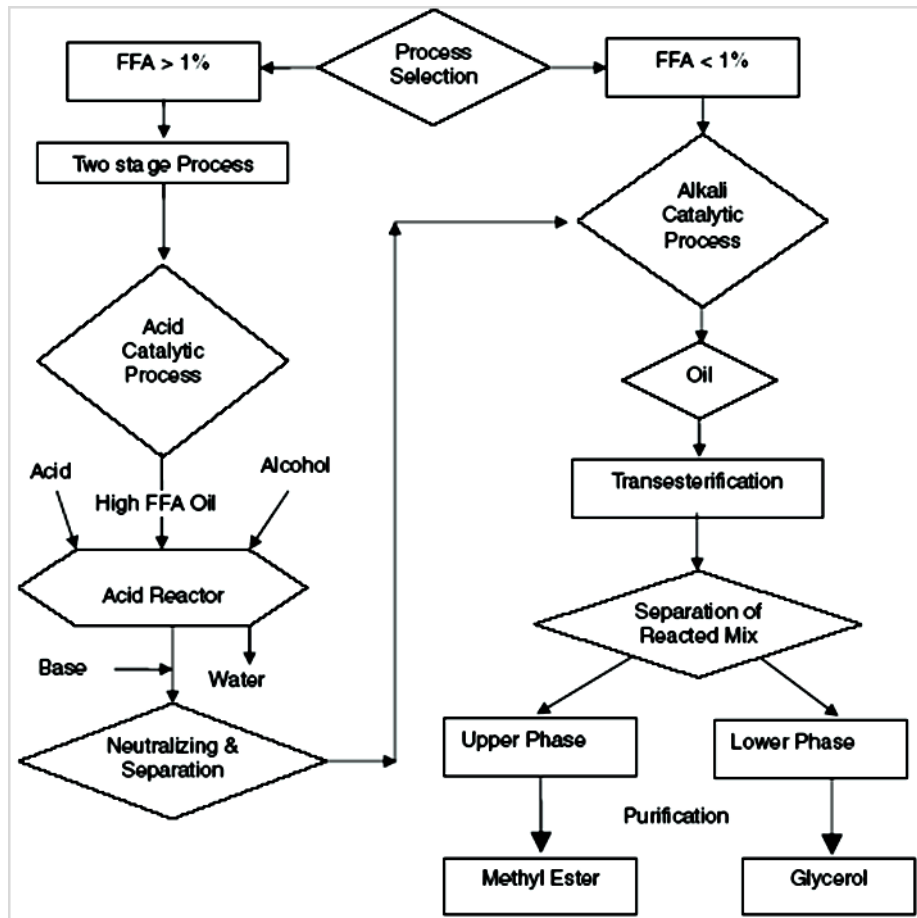 FFA > 1%
Process
Selection
FFA < 1%
Two stage Process
Alkali
Catalytic
Process
Acid
Catalytic
Process
Oil
Acid
Alcohol
High FFA Oil
Transesterification
Acid Reactor
Separation of
Reacted Mix
Base
Water
Neutralizing &
Separation
Upper Phase
Lower Phase
Purification
Methyl Ester
Glycerol